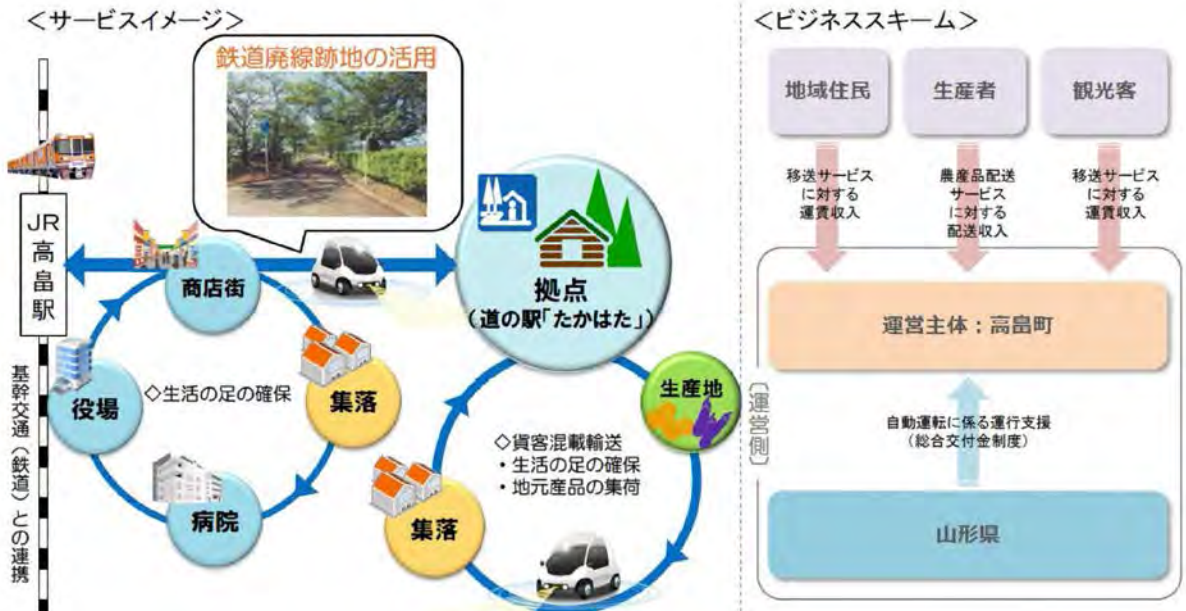 ＜サービスイメージ＞
鉄道廃線跡地の活用
JR高畠駅
商店街
拠点
(道の駅「たかはた」)
役場
◇生活の足の確保
集落
生産地
病院
◇貨客混載輸送
・生活の足の確保
・地元産品の集荷
集落
基幹交通（鉄道）との連携
＜ビジネススキーム＞
地域住民
生産者
観光客
移送サービス
に対する
運賃収入
農産品配送
サービス
に対する
配送収入
移送サービス
に対する
運賃収入
運営主体：高畠町
〔運営側〕
自動運転に係る運行支援
（総合交付金制度）
山形県